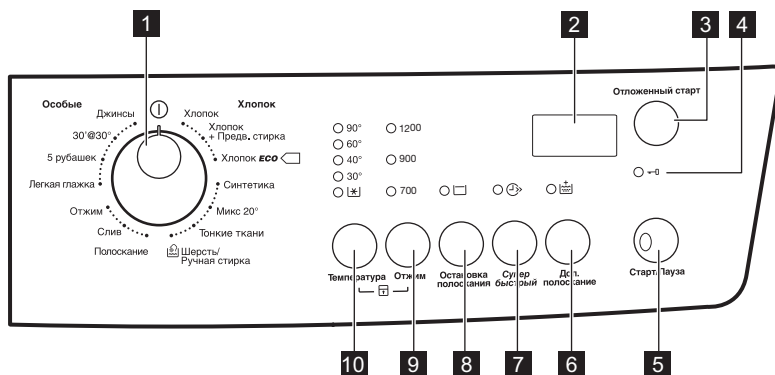 1
2
3
4
Особые
Хлопок
Джинсы
30'@30°
5 рубашек
Легкая глажка
Отжим
Слив
Полоскание
Хлопок
Хлопок
+ Предв. стирка
Хлопок ECO
Синтетика
Микс 20°
Тонкие ткани
Шерсть/
Ручная стирка
90°
60°
40°
30°
1200
900
700
Отложенный старт
Температура
Отжим
Остановка
полоскания
Супер
быстрый
Доп.
полоскание
Старт/Пауза
10
9
8
7
6
5